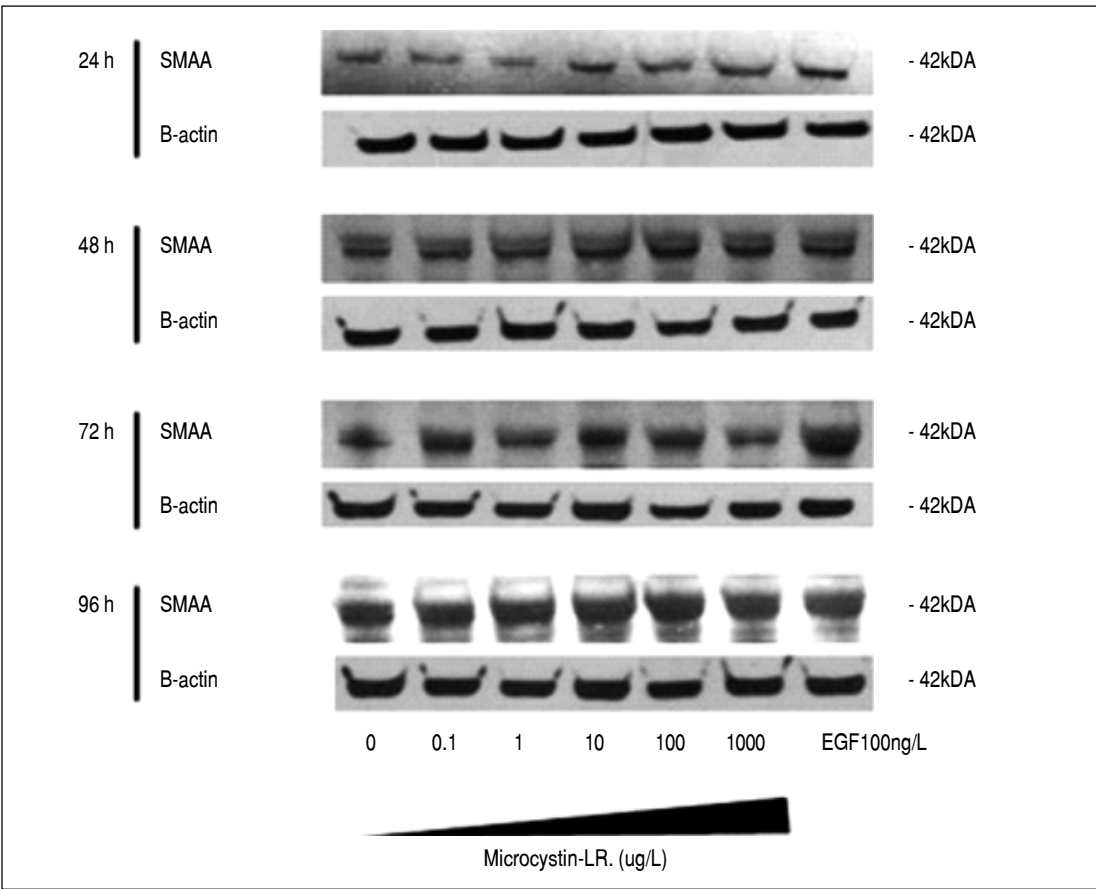 24 h SMAA - 42kDA
B-actin - 42kDA
48 h SMAA - 42kDA
B-actin - 42kDA
72 h SMAA - 42kDA
B-actin - 42kDA
96 h SMAA - 42kDA
B-actin - 42kDA
0 0.1 1 10 100 1000 EGF100ng/L
Microcystin-LR. (ug/L)